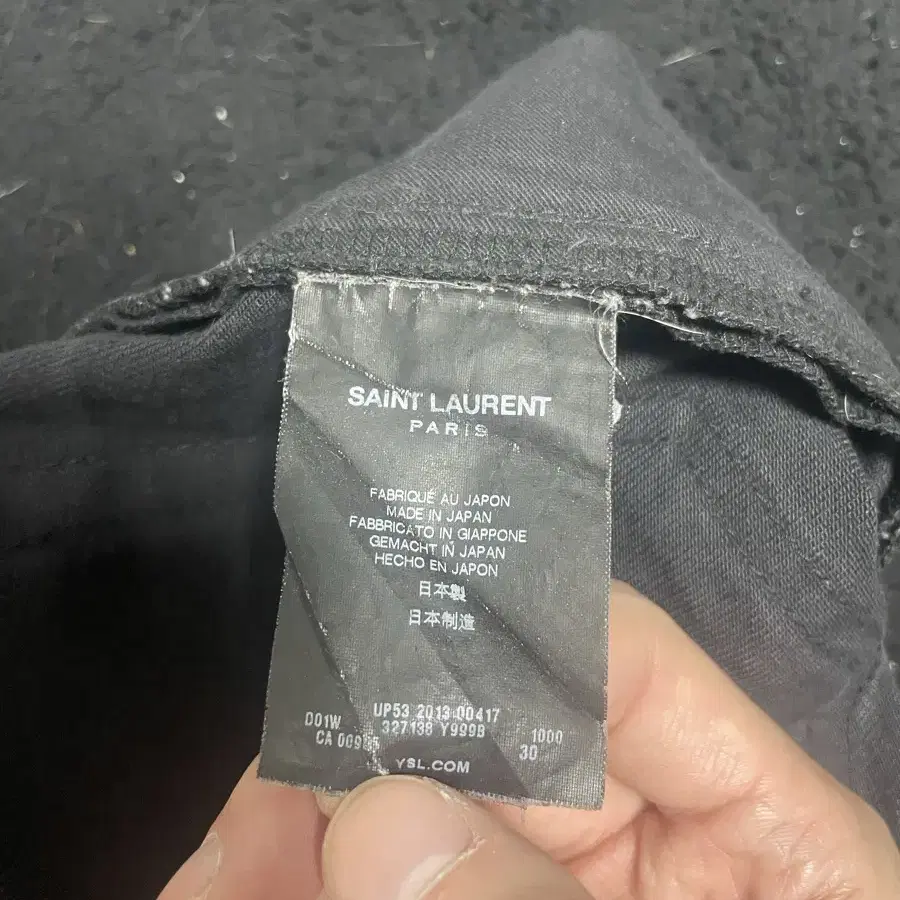 SAINT LAURENT
PARIS
FABRIQUÉ AU JAPON
MADE IN JAPAN
FABBRICATO IN GIAPPONE
GEMACHT IN JAPAN
HECHO EN JAPON
日本製
日本制造
UP53 2013 00417
D01W 327138 Y999B 1000
CA 30
YSL.COM